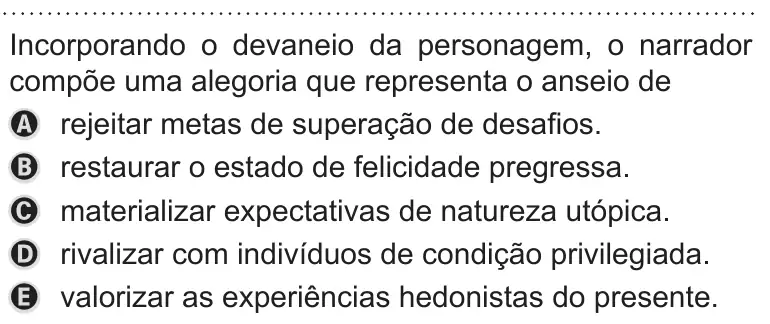 Incorporando o devaneio da personagem, o narrador
compõe uma alegoria que representa o anseio de
A rejeitar metas de superação de desafios.
B restaurar o estado de felicidade pregressa.
C materializar expectativas de natureza utópica.
D rivalizar com indivíduos de condição privilegiada.
E valorizar as experiências hedonistas do presente.